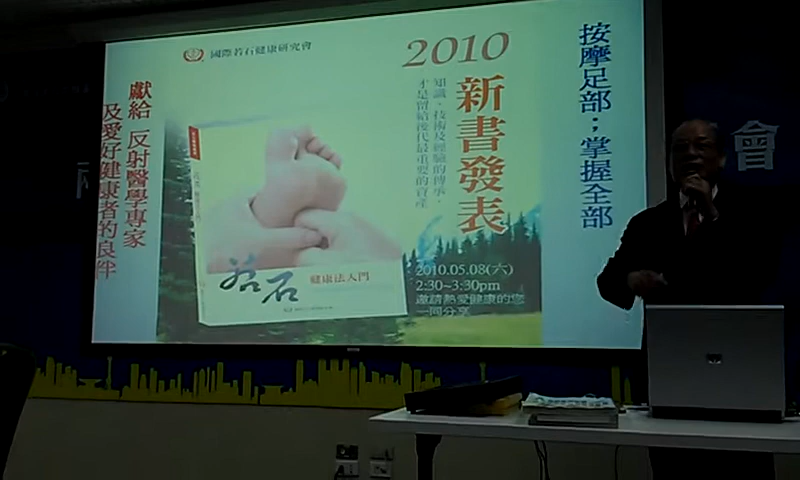 國際若石健康研究會
2010
新書發表
知識、技術及經驗的傳承，
才是留給後代最重要的資產
按摩足部；掌握全部
獻給 反射醫學專家
及愛好健康者的良伴
若石
健康法入門
2010.05.08(六)
2:30~3:30pm
邀請熱愛健康的您
一同分享
會